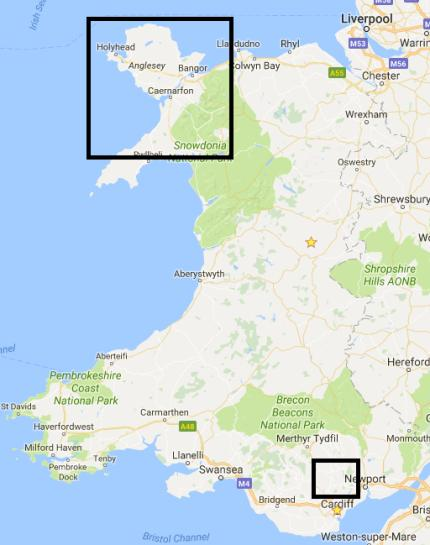 Irish Se
Liverpool
M53
Warrin
M56
Holyhead
Anglesey
Bangor
Rhyl
Colwyn Bay
A55
Chester
Caernarfon
Wrexham
Snowdonia
National Park
Pwllheli
Oswestry
Shrewsbury
Shropshire
Hills AONB
Aberystwyth
Aberteifi
Hereford
Pembrokeshire
Coast
National Park
St Davids
Haverfordwest
Carmarthen
A48
Brecon
Beacons
National Park
Merthyr Tydfil
Monmouth
Milford Haven
Pembroke
Dock
Tenby
Llanelli
Swansea
M4
Bridgend
Newport
Cardiff
Bris
Bristol Channel
Weston-super-Mare